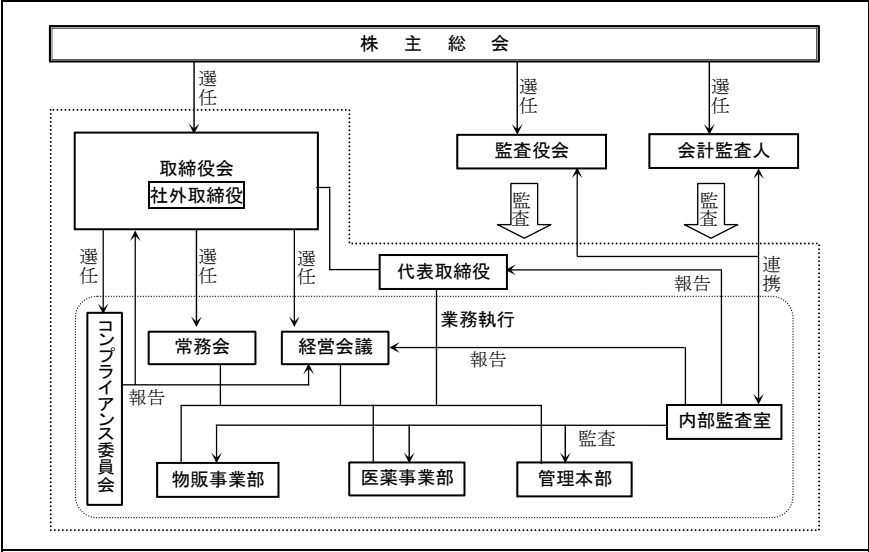 株主総会
選任
選任
選任
取締役会
社外取締役
監査役会
会計監査人
監査
監査
選任
選任
選任
代表取締役
連携
報告
業務執行
コンプライアンス委員会
常務会
経営会議
報告
報告
内部監査室
監査
物販事業部
医薬事業部
管理本部